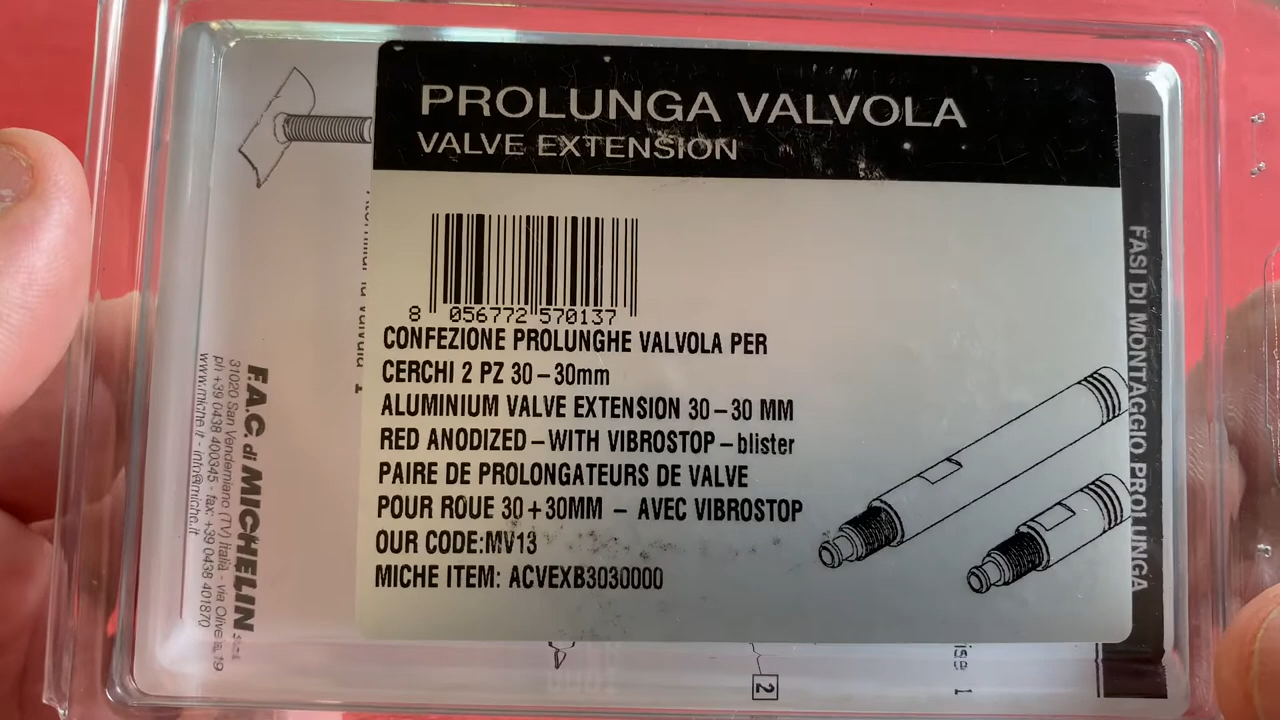 PROLUNGA VALVOLA
VALVE EXTENSION
8 056772 570137
CONFEZIONE PROLUNGHE VALVOLA PER
CERCHI 2 PZ 30-30mm
ALUMINIUM VALVE EXTENSION 30-30 MM
RED ANODIZED-WITH VIBROSTOP-blister
PAIRE DE PROLONGATEURS DE VALVE
POUR ROUE 30+30MM - AVEC VIBROSTOP
OUR CODE:MV13
MICHE ITEM: ACVEXB3030000
F.A.C. di MICHELIN
31020 San Vendemiano (TV) Italia - via Olivera, 19
ph +39 0438 400345 - fax: +39 0438 401870
www.miche.it - info@miche.it
FASI DI MONTAGGIO PROLUNGA
2
1